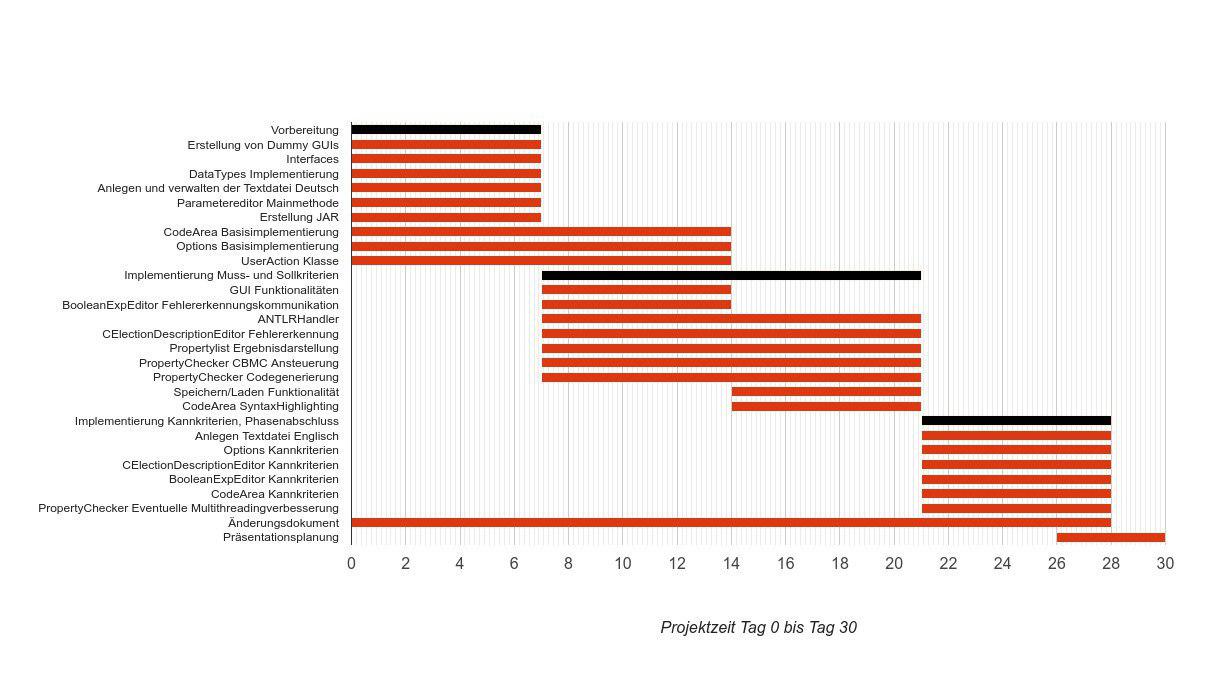 Vorbereitung
Erstellung von Dummy GUIs
Interfaces
DataTypes Implementierung
Anlegen und verwalten der Textdatei Deutsch
Parametereditor Mainmethode
Erstellung JAR
CodeArea Basisimplementierung
Options Basisimplementierung
UserAction Klasse
Implementierung Muss- und Sollkriterien
GUI Funktionalitäten
BooleanExpEditor Fehlererkennungskommunikation
ANTLRHandler
CElectionDescriptionEditor Fehlererkennung
Propertylist Ergebnisdarstellung
PropertyChecker CBMC Ansteuerung
PropertyChecker Codegenerierung
Speichern/Laden Funktionalität
CodeArea SyntaxHighlighting
Implementierung Kannkriterien, Phasenabschluss
Anlegen Textdatei Englisch
Options Kannkriterien
CElectionDescriptionEditor Kannkriterien
BooleanExpEditor Kannkriterien
CodeArea Kannkriterien
PropertyChecker Eventuelle Multithreadingverbesserung
Änderungsdokument
Präsentationsplanung
0 2 4 6 8 10 12 14 16 18 20 22 24 26 28 30
Projektzeit Tag 0 bis Tag 30